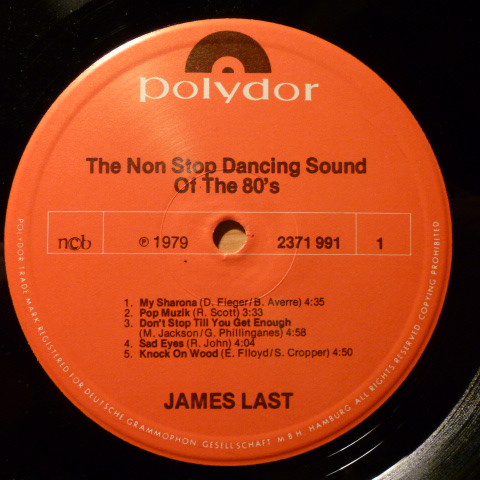 polydor
The Non Stop Dancing Sound
Of The 80's
ncb
℗ 1979
2371 991
1
1. My Sharona (D. Fieger/B. Averre) 4:35
2. Pop Muzik (R. Scott) 3:33
3. Don't Stop Till You Get Enough
(M. Jackson/G. Phillinganes) 4:58
4. Sad Eyes (R. John) 4:04
5. Knock On Wood (E. Flloyd/S. Cropper) 4:50
JAMES LAST
POLYDOR TRADE MARK REGISTERED FOR DEUTSCHE GRAMMOPHON GESELLSCHAFT M B H, HAMBURG ALL RIGHTS RESERVED COPYING PROHIBITED